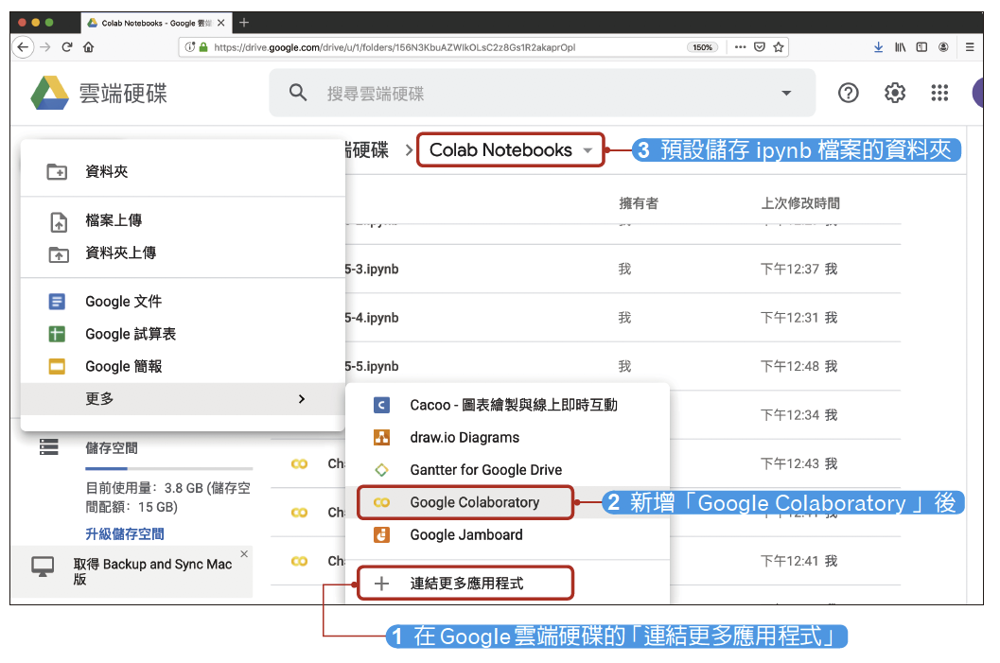 Colab Notebooks - Google 雲端
https://drive.google.com/drive/u/1/folders/156N3KbuAZWlkOLsC2z8Gs1R2akaprOpl
150%
雲端硬碟
搜尋雲端硬碟
硬碟
Colab Notebooks
3 預設儲存 ipynb 檔案的資料夾
資料夾
擁有者
上次修改時間
檔案上傳
資料夾上傳
5-3.ipynb
我
下午12:37 我
Google 文件
5-4.ipynb
我
下午12:31 我
Google 試算表
Google 簡報
5-5.ipynb
我
下午12:48 我
更多
Cacoo - 圖表繪製與線上即時互動
下午12:34 我
draw.io Diagrams
儲存空間
Ch
Gantter for Google Drive
下午12:43 我
目前使用量：3.8 GB (儲存空
間配額：15 GB)
Ch
Google Colaboratory
2 新增「Google Colaboratory 」後
升級儲存空間
Google Jamboard
取得 Backup and Sync Mac
版
Ch
下午12:41 我
連結更多應用程式
1 在 Google 雲端硬碟的「連結更多應用程式」